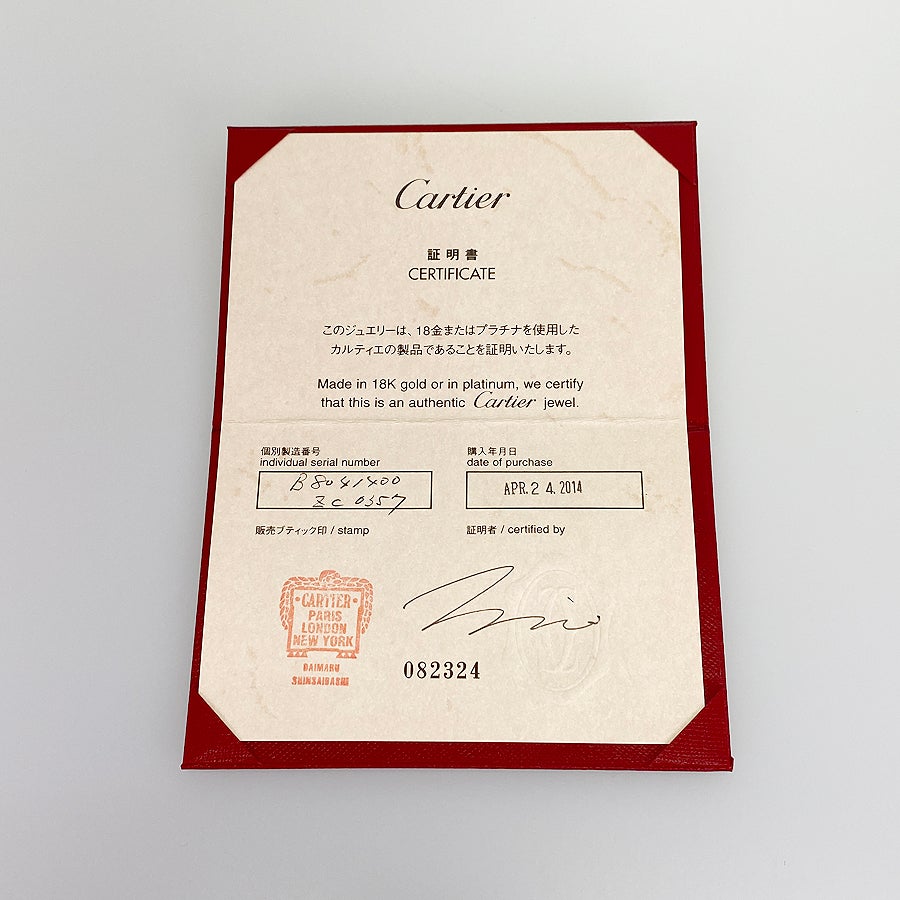 Cartier
証明書
CERTIFICATE
このジュエリーは、18金またはプラチナを使用した
カルティエの製品であることを証明いたします。
Made in 18K gold or in platinum, we certify
that this is an authentic Cartier jewel.
個別製造番号
individual serial number
B8041400
ZC0357
購入年月日
date of purchase
APR. 24. 2014
販売ブティック印 / stamp
証明者 / certified by
CARTIER
PARIS
LONDON
NEW YORK
DAIMARU
SHINSAIBASHI
082324